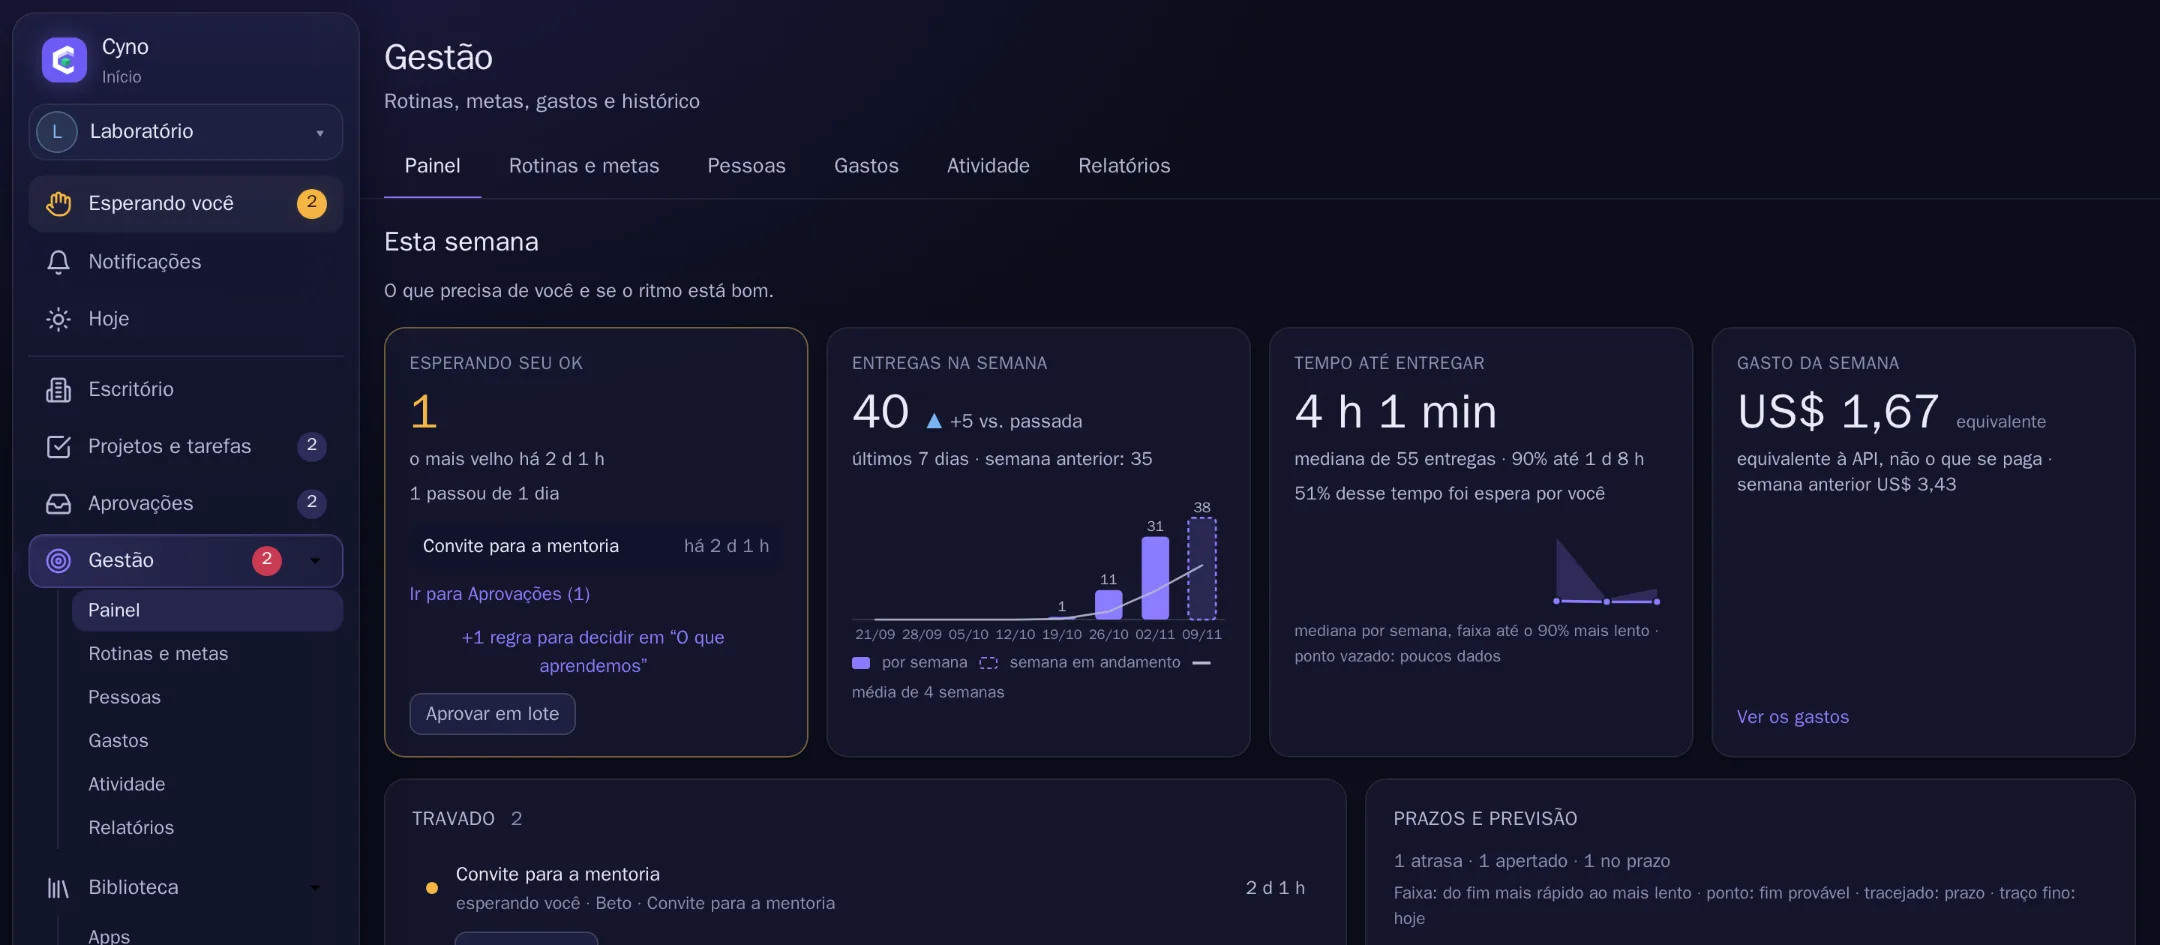 Cyno
Início
L
Laboratório
Esperando você
2
Notificações
Hoje
Escritório
Projetos e tarefas
2
Aprovações
2
Gestão
2
Painel
Rotinas e metas
Pessoas
Gastos
Atividade
Relatórios
Biblioteca
Apps
Gestão
Rotinas, metas, gastos e histórico
Painel
Rotinas e metas
Pessoas
Gastos
Atividade
Relatórios
Esta semana
O que precisa de você e se o ritmo está bom.
ESPERANDO SEU OK
1
o mais velho há 2 d 1 h
1 passou de 1 dia
Convite para a mentoria há 2 d 1 h
Ir para Aprovações (1)
+1 regra para decidir em “O que
aprendemos”
Aprovar em lote
ENTREGAS NA SEMANA
40 ▲ +5 vs. passada
últimos 7 dias · semana anterior: 35
1
11
31
38
21/09 28/09 05/10 12/10 19/10 26/10 02/11 09/11
por semana semana em andamento
média de 4 semanas
TEMPO ATÉ ENTREGAR
4 h 1 min
mediana de 55 entregas · 90% até 1 d 8 h
51% desse tempo foi espera por você
mediana por semana, faixa até o 90% mais lento ·
ponto vazado: poucos dados
GASTO DA SEMANA
US$ 1,67 equivalente
equivalente à API, não o que se paga ·
semana anterior US$ 3,43
Ver os gastos
TRAVADO 2
Convite para a mentoria
esperando você · Beto · Convite para a mentoria
2 d 1 h
PRAZOS E PREVISÃO
1 atrasa · 1 apertado · 1 no prazo
Faixa: do fim mais rápido ao mais lento · ponto: fim provável · tracejado: prazo · traço fino:
hoje